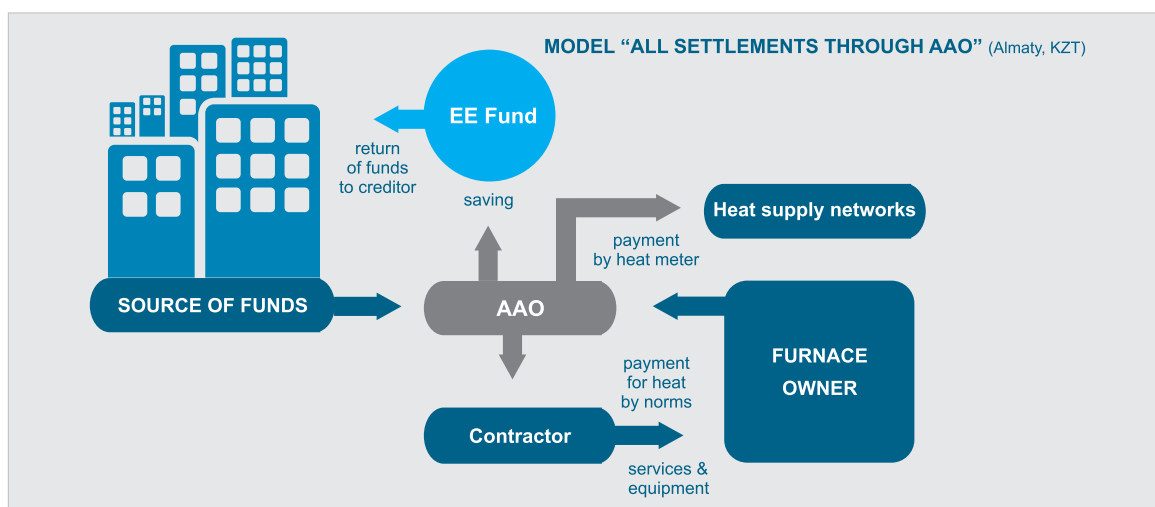 MODEL “ALL SETTLEMENTS THROUGH AAO” (Almaty, KZT)
EE Fund
return
of funds
to creditor
saving
Heat supply networks
payment
by heat meter
SOURCE OF FUNDS
AAO
FURNACE
OWNER
payment
for heat
by norms
Contractor
services &
equipment